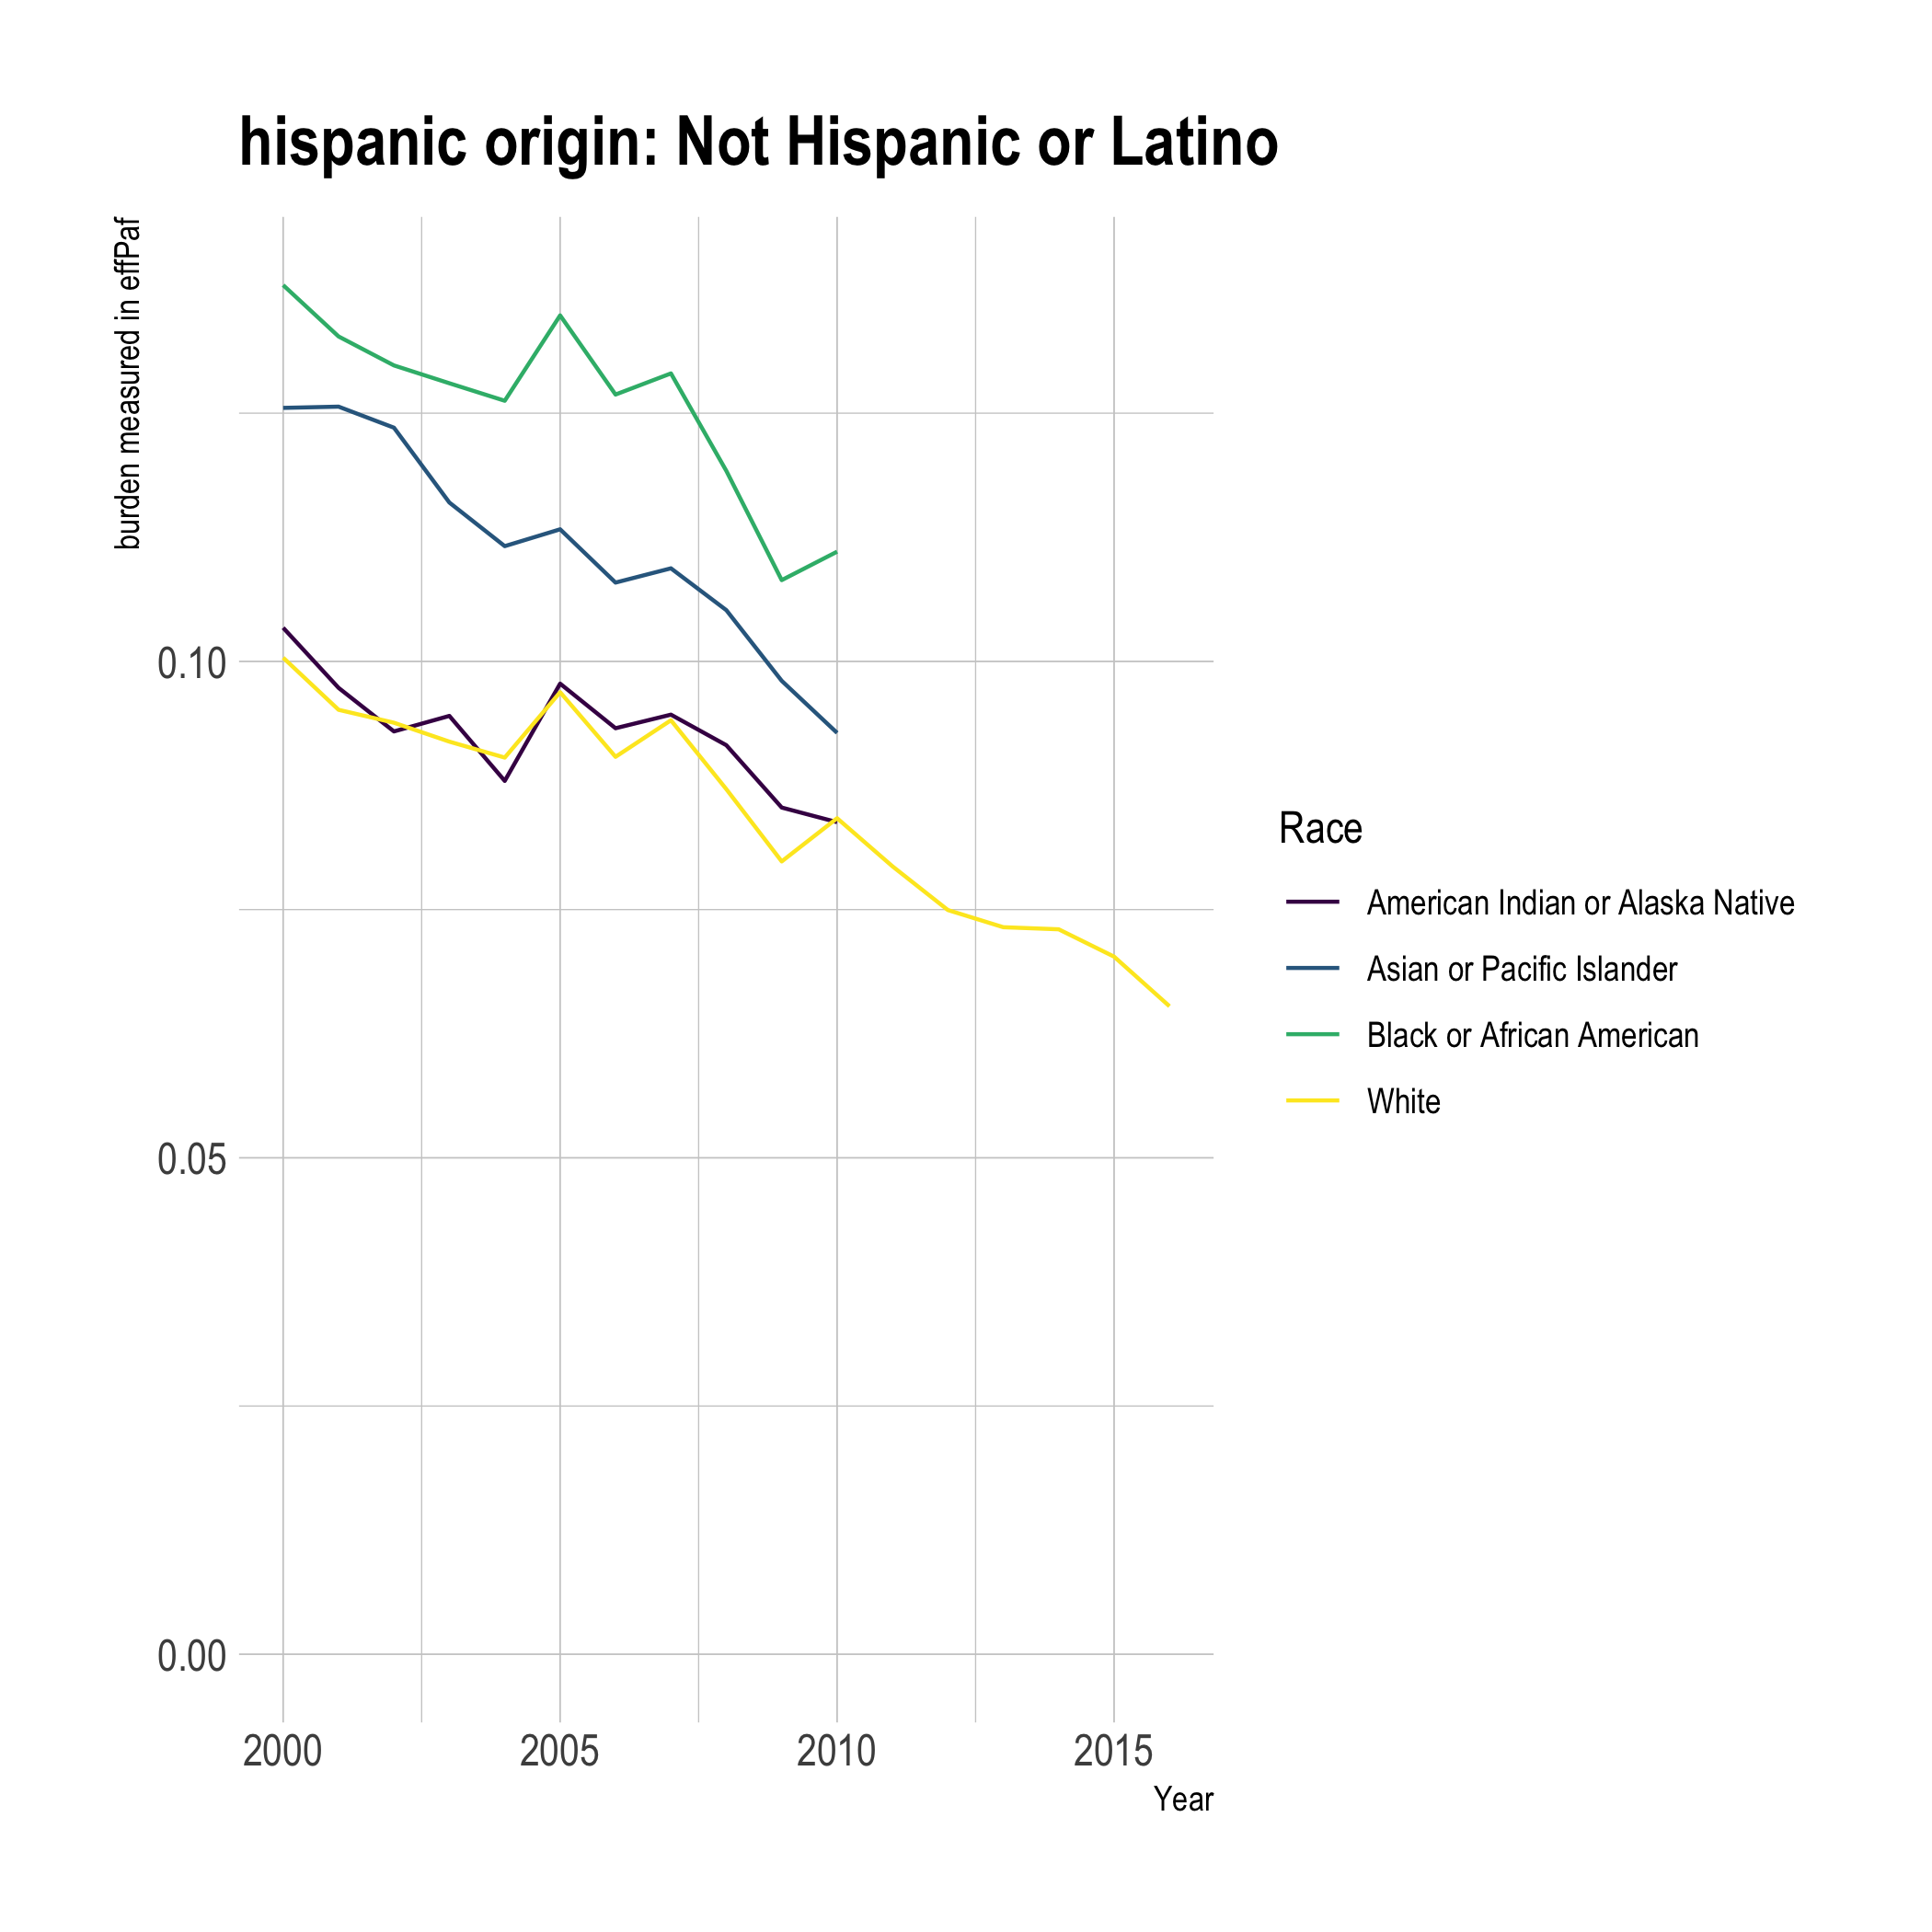 hispanic origin: Not Hispanic or Latino
burden measured in effPaf
0.10
0.05
0.00
2000
2005
2010
2015
Year
Race
American Indian or Alaska Native
Asian or Pacific Islander
Black or African American
White